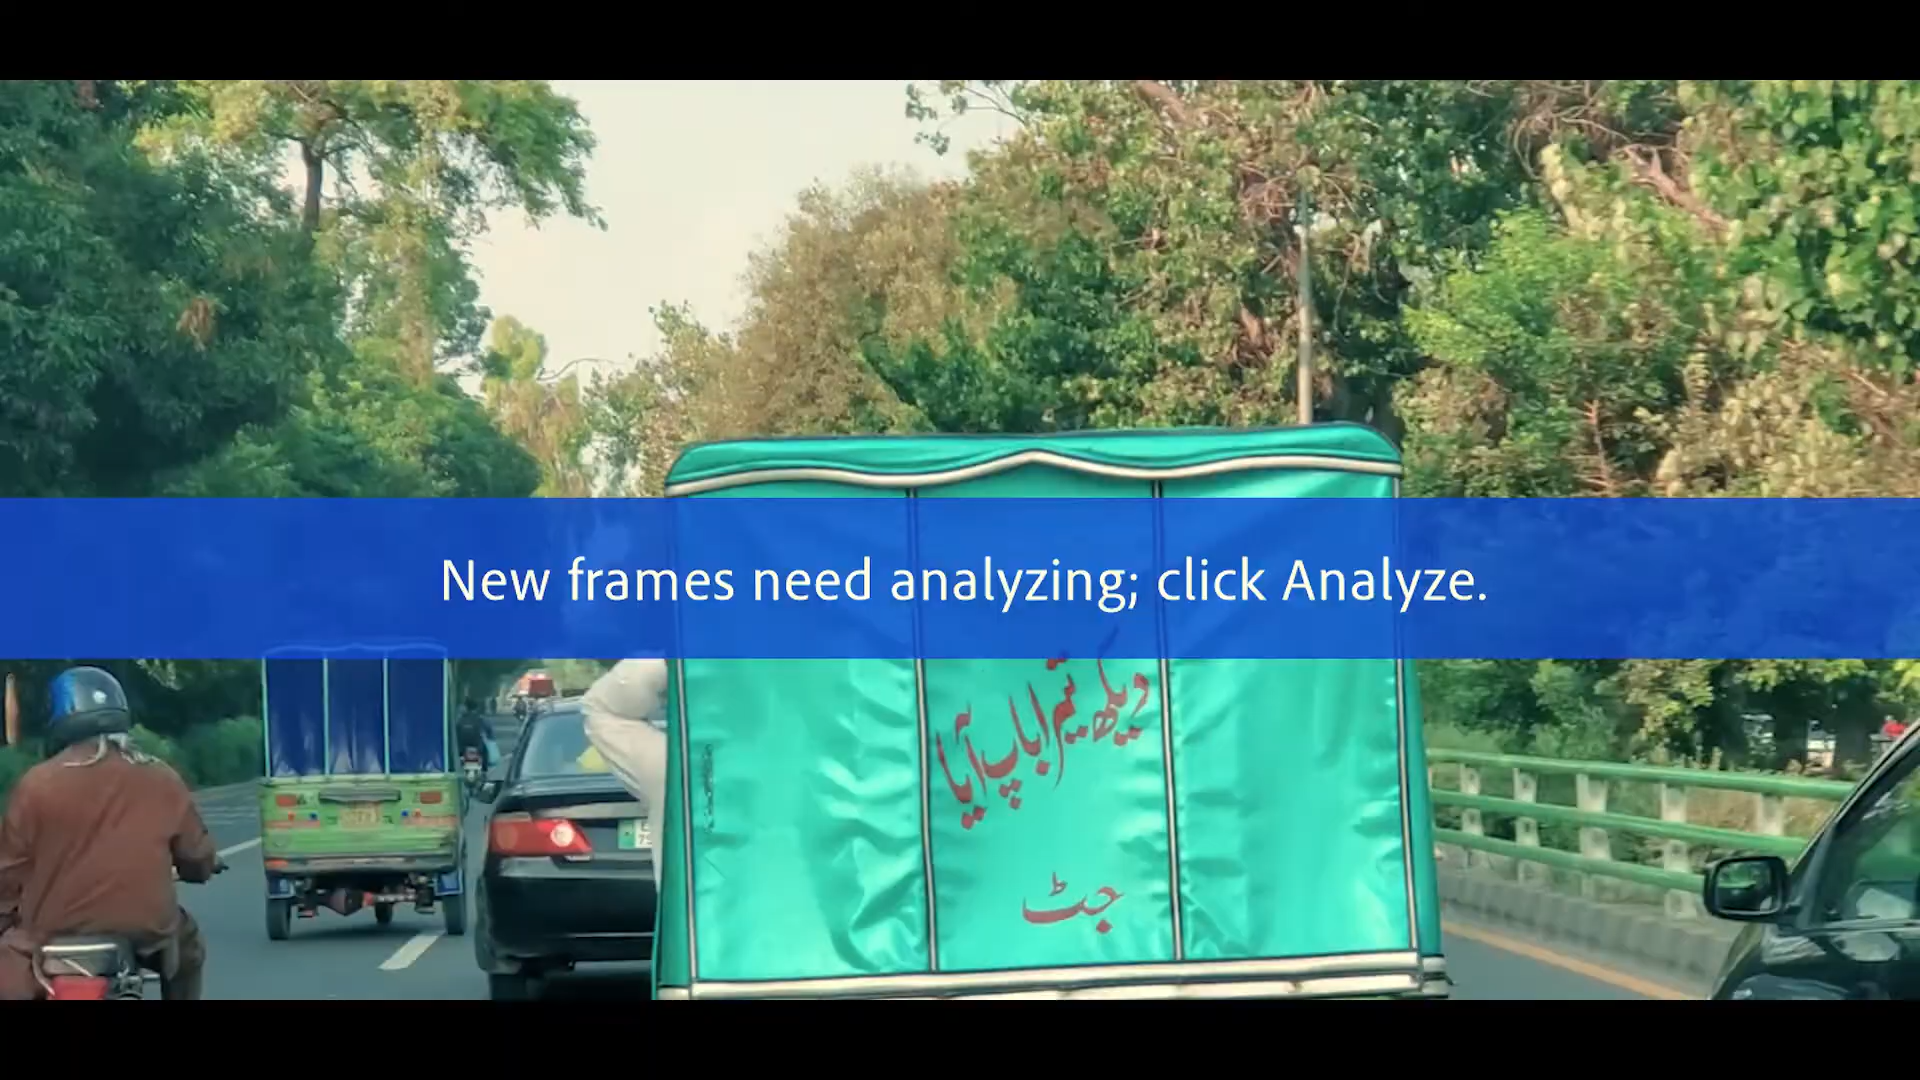 New frames need analyzing; click Analyze.
دیکھ تیرا باپ آیا
جٹ